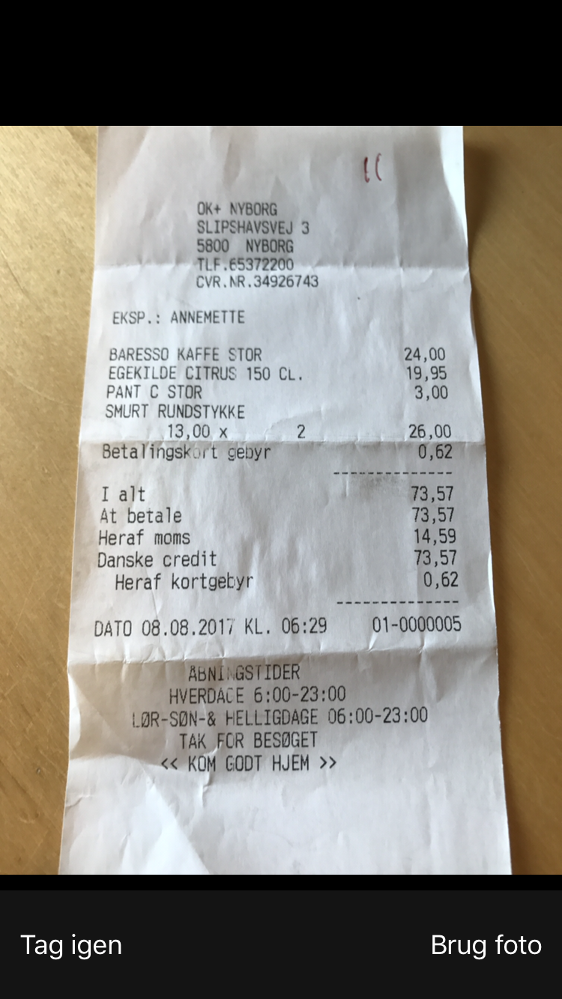 OK+ NYBORG
SLIPSHAVSVEJ 3
5800 NYBORG
TLF.65372200
CVR.NR.34926743
EKSP.: ANNEMETTE
BARESSO KAFFE STOR 24,00
EGEKILDE CITRUS 150 CL. 19,95
PANT C STOR 3,00
SMURT RUNDSTYKKE
13,00 x 2 26,00
Betalingskort gebyr 0,62
--------------
I alt 73,57
At betale 73,57
Heraf moms 14,59
Danske credit 73,57
Heraf kortgebyr 0,62
--------------
DATO 08.08.2017 KL. 06:29 01-0000005
ÅBNINGSTIDER
HVERDAGE 6:00-23:00
LØR-SØN-& HELLIGDAGE 06:00-23:00
TAK FOR BESØGET
<< KOM GODT HJEM >>
Tag igen Brug foto